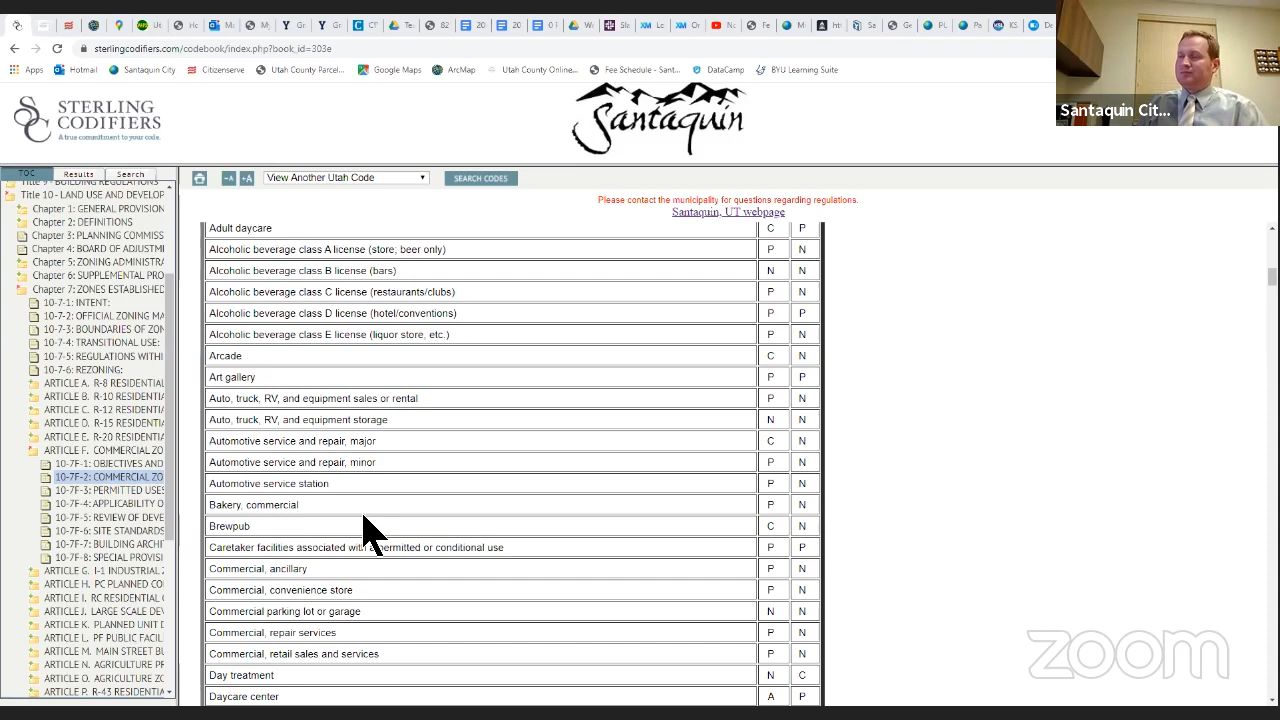 sterlingcodifiers.com/codebook/index.php?book_id=303e
Apps Hotmail Santaquin City Citizenserve Utah County Parcel... Google Maps ArcMap Utah County Online... Fee Schedule - Sant... DataCamp BYU Learning Suite
Santaquin Cit...
STERLING
CODIFIERS
A true commitment to your code.
Santaquin
TOC Results Search
View Another Utah Code
SEARCH CODES
Please contact the municipality for questions regarding regulations.
Santaquin, UT webpage
Title 9 - BUILDING REGULATIONS
Title 10 - LAND USE AND DEVELOP
Chapter 1: GENERAL PROVISION
Chapter 2: DEFINITIONS
Chapter 3: PLANNING COMMISS
Chapter 4: BOARD OF ADJUSTM
Chapter 5: ZONING ADMINISTRA
Chapter 6: SUPPLEMENTAL PRO
Chapter 7: ZONES ESTABLISHED
10-7-1: INTENT:
10-7-2: OFFICIAL ZONING MA
10-7-3: BOUNDARIES OF ZON
10-7-4: TRANSITIONAL USE:
10-7-5: REGULATIONS WITHI
10-7-6: REZONING:
ARTICLE A. R-8 RESIDENTIAL
ARTICLE B. R-10 RESIDENTIA
ARTICLE C. R-12 RESIDENTIA
ARTICLE D. R-15 RESIDENTIA
ARTICLE E. R-20 RESIDENTIA
ARTICLE F. COMMERCIAL ZO
10-7F-1: OBJECTIVES AND
10-7F-2: COMMERCIAL ZO
10-7F-3: PERMITTED USES
10-7F-4: APPLICABILITY O
10-7F-5: REVIEW OF DEVE
10-7F-6: SITE STANDARDS
10-7F-7: BUILDING ARCHI
10-7F-8: SPECIAL PROVISI
ARTICLE G. I-1 INDUSTRIAL Z
ARTICLE H. PC PLANNED CO
ARTICLE I. RC RESIDENTIAL C
ARTICLE J. LARGE SCALE DEV
ARTICLE K. PLANNED UNIT D
ARTICLE L. PF PUBLIC FACIL
ARTICLE M. MAIN STREET BU
ARTICLE N. AGRICULTURE PR
ARTICLE O. AGRICULTURAL Z
ARTICLE P. R-43 RESIDENTIA
Adult daycare C P
Alcoholic beverage class A license (store; beer only) P N
Alcoholic beverage class B license (bars) N N
Alcoholic beverage class C license (restaurants/clubs) P N
Alcoholic beverage class D license (hotel/conventions) P P
Alcoholic beverage class E license (liquor store, etc.) P N
Arcade C N
Art gallery P P
Auto, truck, RV, and equipment sales or rental P N
Auto, truck, RV, and equipment storage N N
Automotive service and repair, major C N
Automotive service and repair, minor P N
Automotive service station P N
Bakery, commercial P N
Brewpub C N
Caretaker facilities associated with a permitted or conditional use P P
Commercial, ancillary P N
Commercial, convenience store P N
Commercial parking lot or garage N N
Commercial, repair services P N
Commercial, retail sales and services P N
Day treatment N C
Daycare center A P
zoom